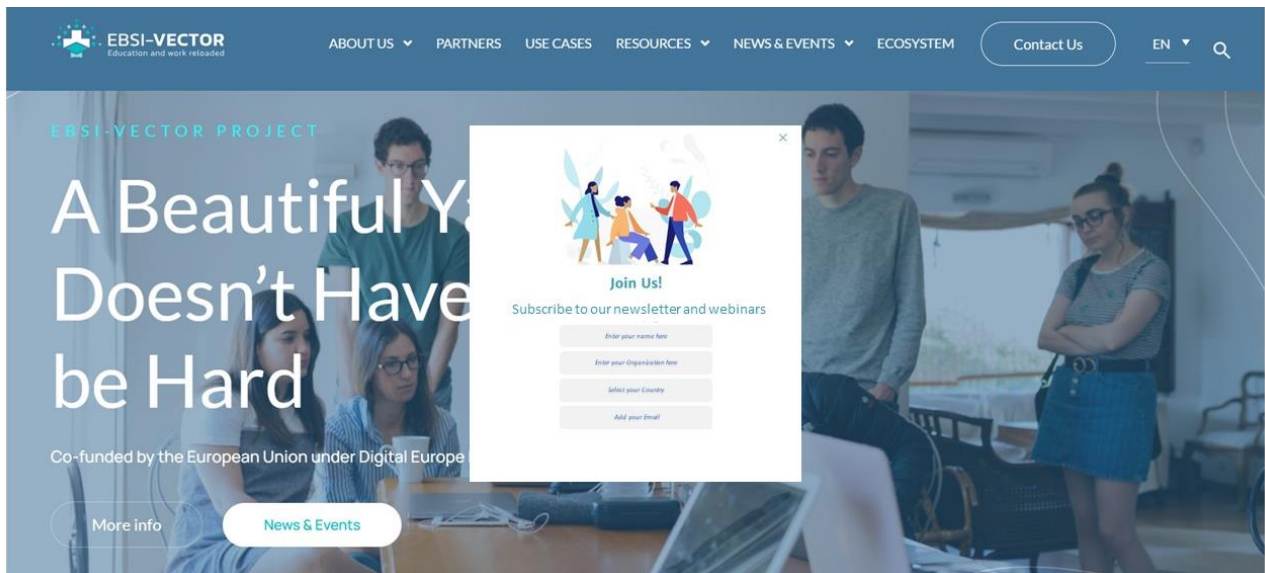 EBSI-VECTOR
Education and work reloaded
ABOUT US
PARTNERS
USE CASES
RESOURCES
NEWS & EVENTS
ECOSYSTEM
Contact Us
EN
EBSI-VECTOR PROJECT
A Beautiful
Doesn't Have
be Hard
Co-funded by the European Union under Digital Europe
More info
News & Events
Join Us!
Subscribe to our newsletter and webinars
Enter your name here
Enter your Organization here
Select your Country
Add your Email